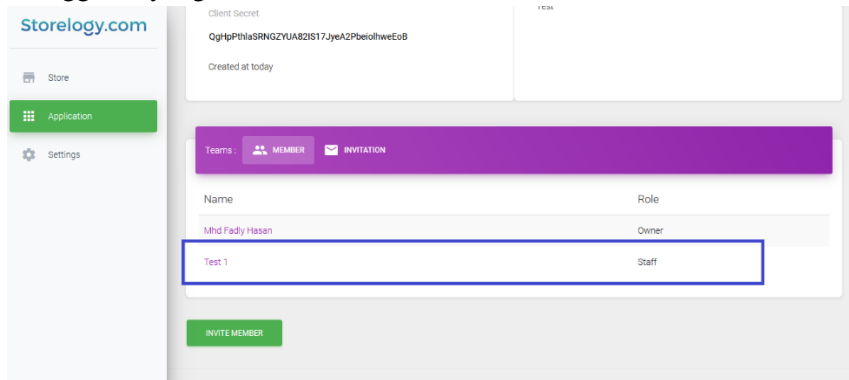 Storelogy.com
Store
Application
Settings
Client Secret
QgHpPthlaSRNGZYUA82IS17JyeA2PbeiolhweEoB
Created at today
Test
Teams : MEMBER INVITATION
Name Role
Mhd Fadly Hasan Owner
Test 1 Staff
INVITE MEMBER